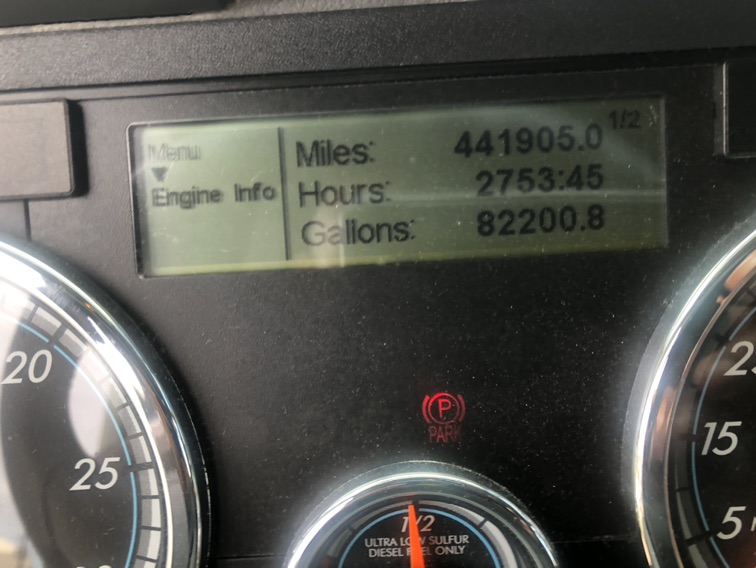 1/2
Menu
Miles: 441905.0
Engine Info
Hours: 2753:45
Gallons: 82200.8
20
25
P
PARK
1/2
ULTRA LOW SULFUR
DIESEL FUEL ONLY
15
5